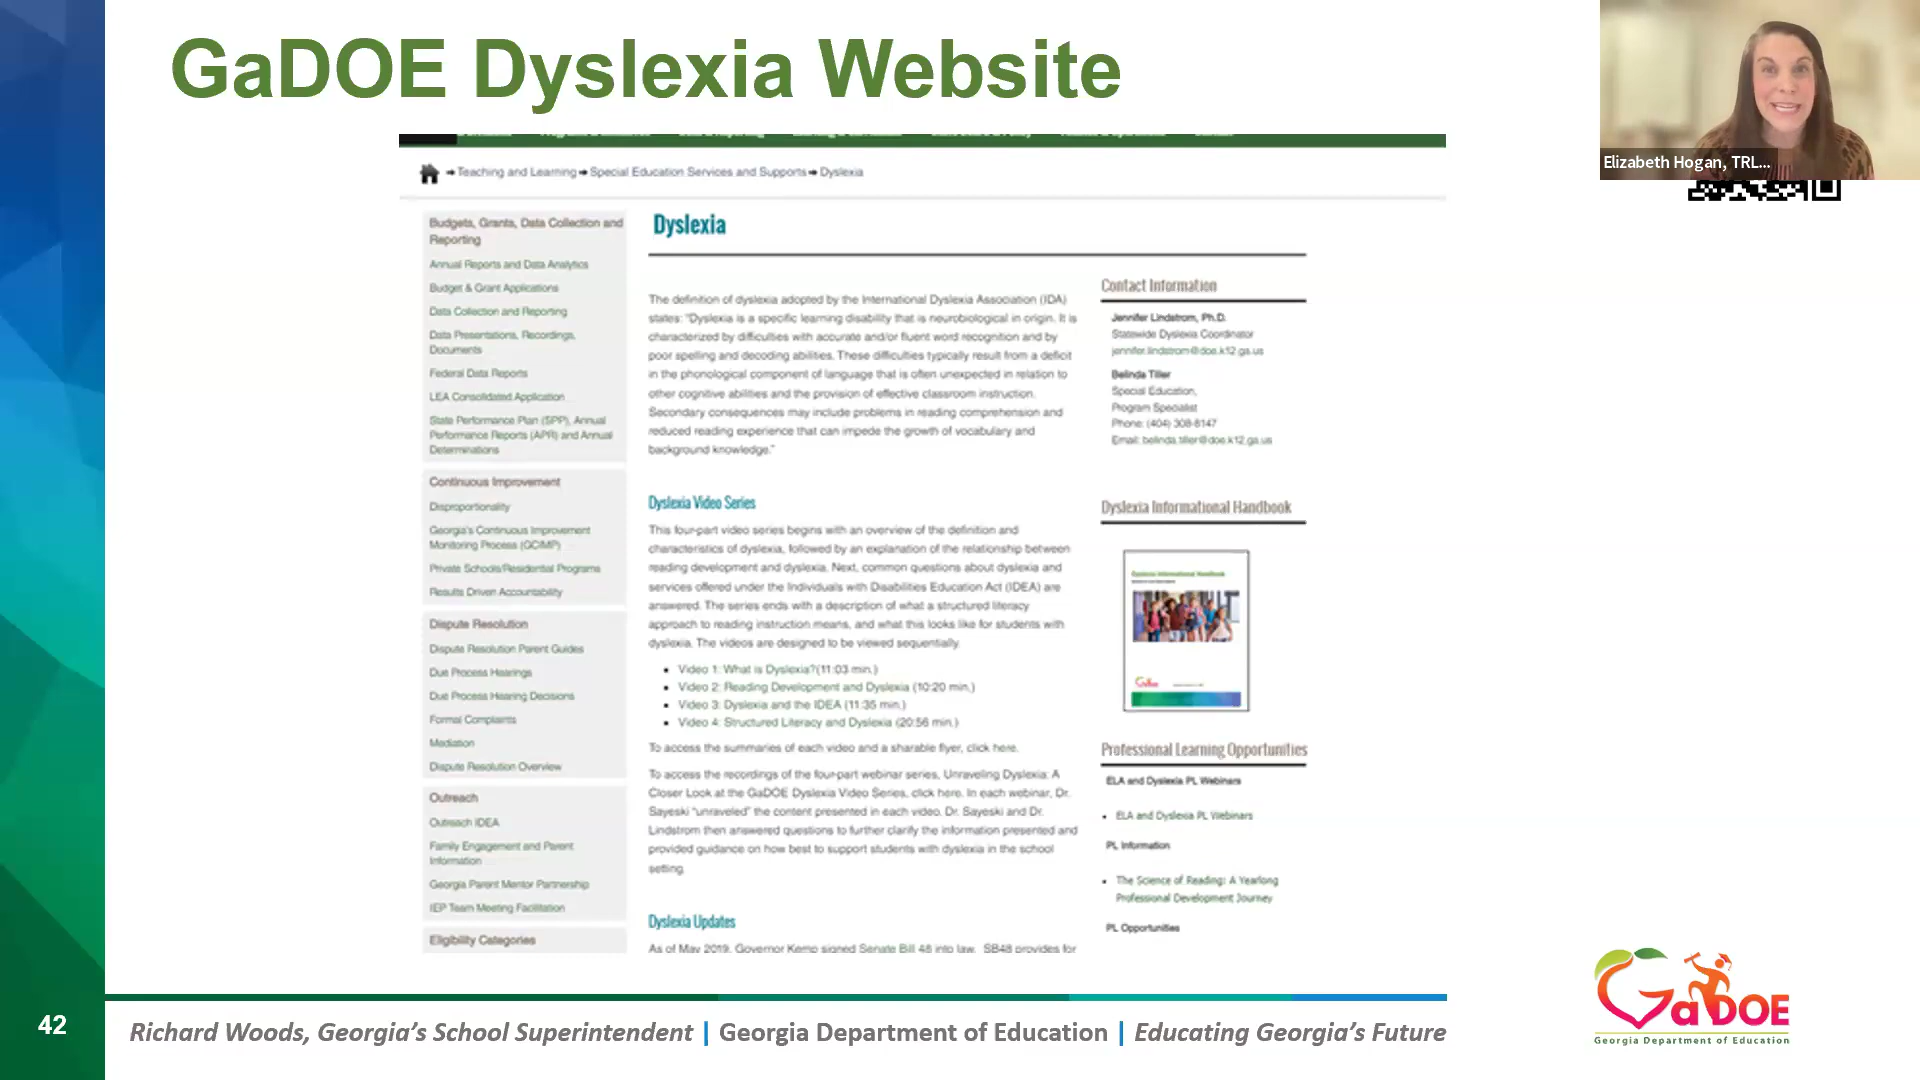 GaDOE Dyslexia Website
Elizabeth Hogan, TRL...
Teaching and Learning Special Education Services and Supports Dyslexia
Budgets, Grants, Data Collection and
Reporting
Annual Reports and Data Analytics
Budget & Grant Applications
Data Collection and Reporting
Data Presentations, Recordings,
Documents
Federal Data Reports
LEA Consolidated Application
State Performance Plan (SPP), Annual
Performance Reports (APR) and Annual
Determinations
Continuous Improvement
Disproportionality
Georgia's Continuous Improvement
Monitoring Process (GCIMP)
Private Schools/Residential Programs
Results Driven Accountability
Dispute Resolution
Dispute Resolution Parent Guides
Due Process Hearings
Due Process Hearing Decisions
Formal Complaints
Mediation
Dispute Resolution Overview
Outreach
Outreach IDEA
Family Engagement and Parent
Information
Georgia Parent Mentor Partnership
IEP Team Meeting Facilitation
Eligibility Categories
Dyslexia
The definition of dyslexia adopted by the International Dyslexia Association (IDA)
states: "Dyslexia is a specific learning disability that is neurobiological in origin. It is
characterized by difficulties with accurate and/or fluent word recognition and by
poor spelling and decoding abilities. These difficulties typically result from a deficit
in the phonological component of language that is often unexpected in relation to
other cognitive abilities and the provision of effective classroom instruction.
Secondary consequences may include problems in reading comprehension and
reduced reading experience that can impede the growth of vocabulary and
background knowledge."
Dyslexia Video Series
This four-part video series begins with an overview of the definition and
characteristics of dyslexia, followed by an explanation of the relationship between
reading development and dyslexia. Next, common questions about dyslexia and
services offered under the Individuals with Disabilities Education Act (IDEA) are
answered. The series ends with a description of what a structured literacy
approach to reading instruction means, and what this looks like for students with
dyslexia. The videos are designed to be viewed sequentially.
• Video 1: What is Dyslexia?(11:03 min.)
• Video 2: Reading Development and Dyslexia (10:20 min.)
• Video 3: Dyslexia and the IDEA (11:35 min.)
• Video 4: Structured Literacy and Dyslexia (20:56 min.)
To access the summaries of each video and a sharable flyer, click here.
To access the recordings of the four-part webinar series, Unraveling Dyslexia: A
Closer Look at the GaDOE Dyslexia Video Series, click here. In each webinar, Dr.
Sayeski "unraveled" the content presented in each video. Dr. Sayeski and Dr.
Lindstrom then answered questions to further clarify the information presented and
provided guidance on how best to support students with dyslexia in the school
setting.
Dyslexia Updates
As of May 2019, Governor Kemp signed Senate Bill 48 into law. SB48 provides for
Contact Information
Jennifer Lindstrom, Ph.D.
Statewide Dyslexia Coordinator
jennifer.lindstrom@doe.k12.ga.us
Belinda Tiller
Special Education,
Program Specialist
Phone: (404) 308-8147
Email: belinda.tiller@doe.k12.ga.us
Dyslexia Informational Handbook
Dyslexia Informational Handbook
Professional Learning Opportunities
ELA and Dyslexia PL Webinars
• ELA and Dyslexia PL Webinars
PL Information
• The Science of Reading: A Yearlong
Professional Development Journey
PL Opportunities
42
Richard Woods, Georgia's School Superintendent | Georgia Department of Education | Educating Georgia's Future
GaDOE
Georgia Department of Education